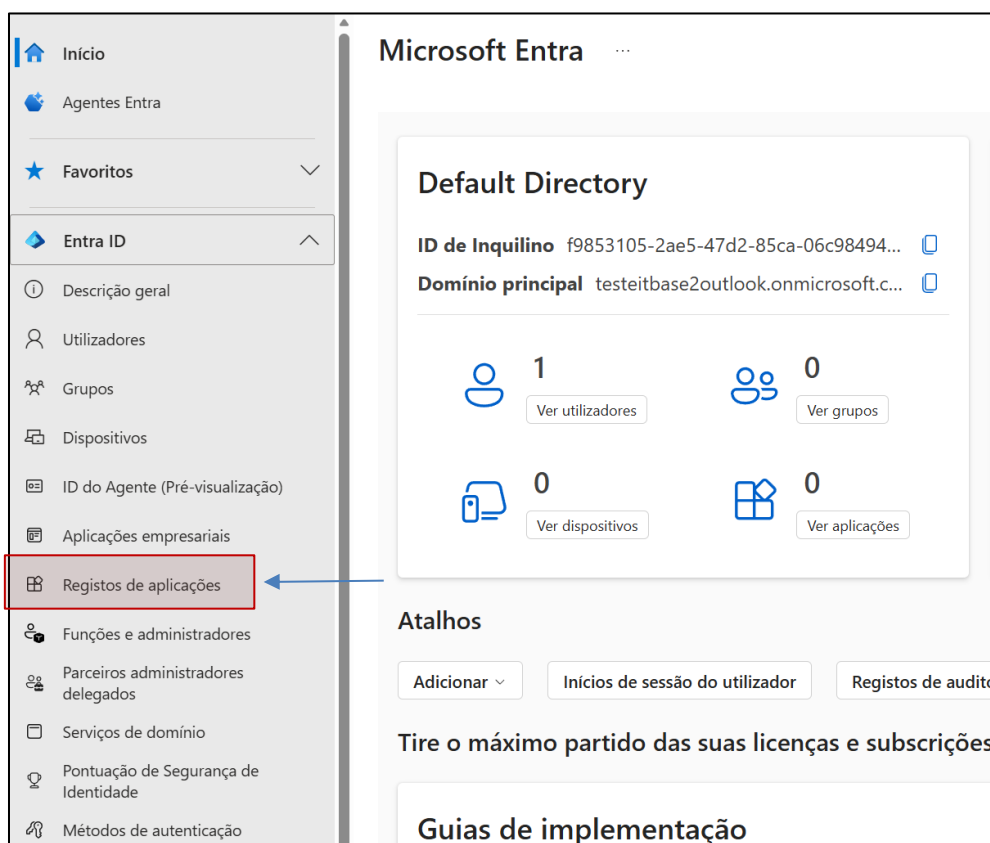 Início
Agentes Entra
Favoritos
Entra ID
Descrição geral
Utilizadores
Grupos
Dispositivos
ID do Agente (Pré-visualização)
Aplicações empresariais
Registos de aplicações
Funções e administradores
Parceiros administradores
delegados
Serviços de domínio
Pontuação de Segurança de
Identidade
Métodos de autenticação
Microsoft Entra ...
Default Directory
ID de Inquilino f9853105-2ae5-47d2-85ca-06c98494...
Domínio principal testeitbase2outlook.onmicrosoft.c...
1
Ver utilizadores
0
Ver grupos
0
Ver dispositivos
0
Ver aplicações
Atalhos
Adicionar
Inícios de sessão do utilizador
Registos de audito
Tire o máximo partido das suas licenças e subscrições
Guias de implementação